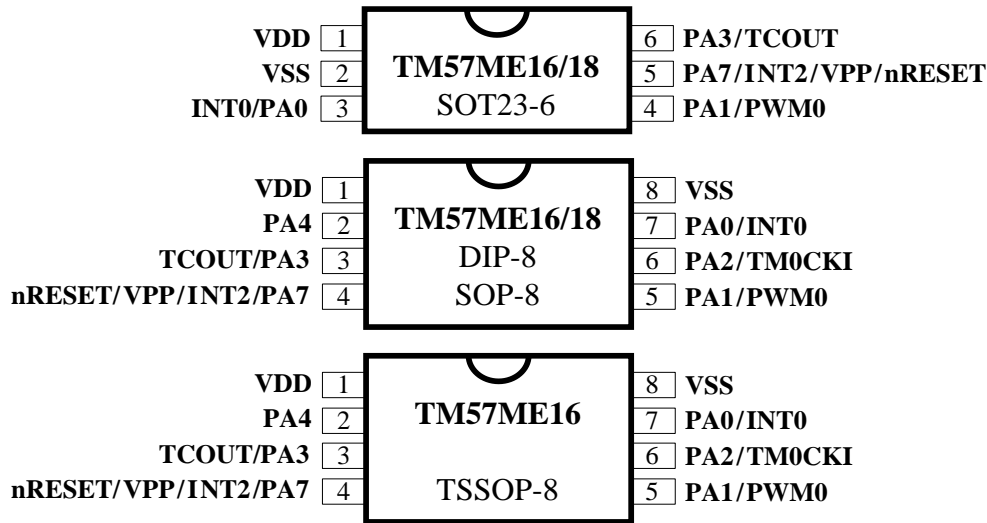 VDD 1 6 PA3/TCOUT
TM57ME16/18
VSS 2 5 PA7/INT2/VPP/nRESET
SOT23-6
INT0/PA0 3 4 PA1/PWM0
VDD 1 8 VSS
PA4 2 TM57ME16/18 7 PA0/INT0
TCOUT/PA3 3 DIP-8 6 PA2/TM0CKI
nRESET/VPP/INT2/PA7 4 SOP-8 5 PA1/PWM0
VDD 1 8 VSS
PA4 2 TM57ME16 7 PA0/INT0
TCOUT/PA3 3 6 PA2/TM0CKI
nRESET/VPP/INT2/PA7 4 TSSOP-8 5 PA1/PWM0